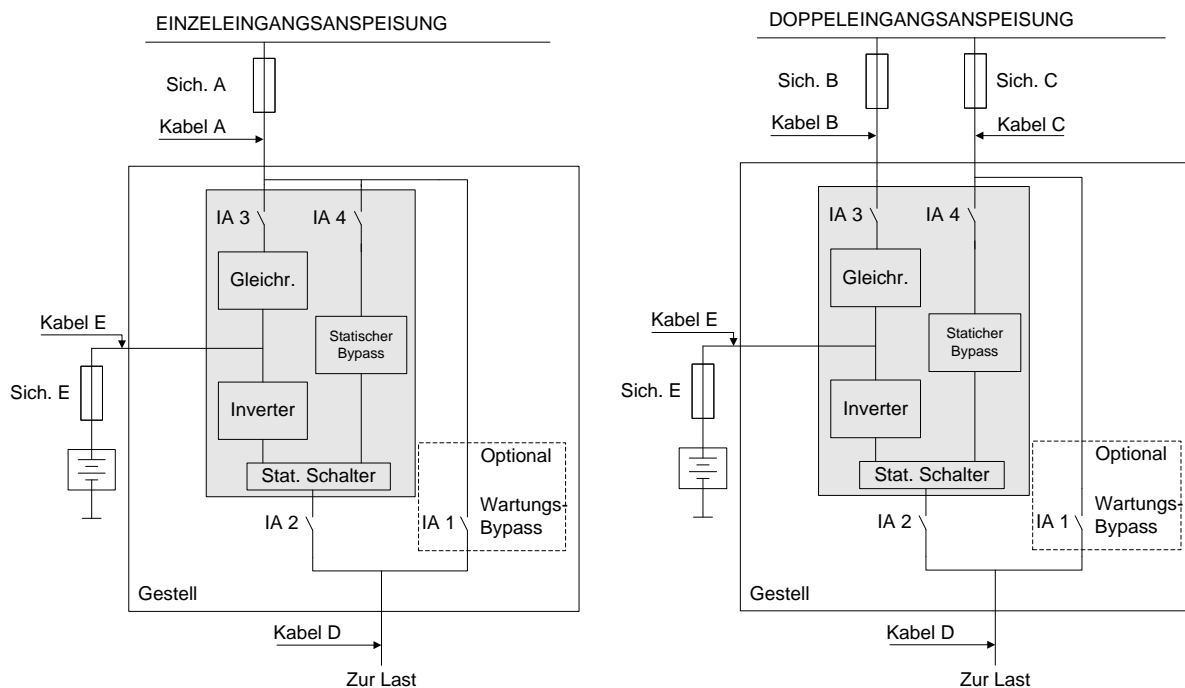 EINZELEINGANGSANSPEISUNG
Sich. A
Kabel A
IA 3
IA 4
Gleichr.
Kabel E
Statischer
Bypass
Sich. E
Inverter
Optional
Stat. Schalter
Wartungs-
Bypass
IA 2
IA 1
Gestell
Kabel D
Zur Last
DOPPELEINGANGSANSPEISUNG
Sich. B
Sich. C
Kabel B
Kabel C
IA 3
IA 4
Gleichr.
Kabel E
Staticher
Bypass
Sich. E
Inverter
Optional
Stat. Schalter
Wartungs-
Bypass
IA 2
IA 1
Gestell
Kabel D
Zur Last